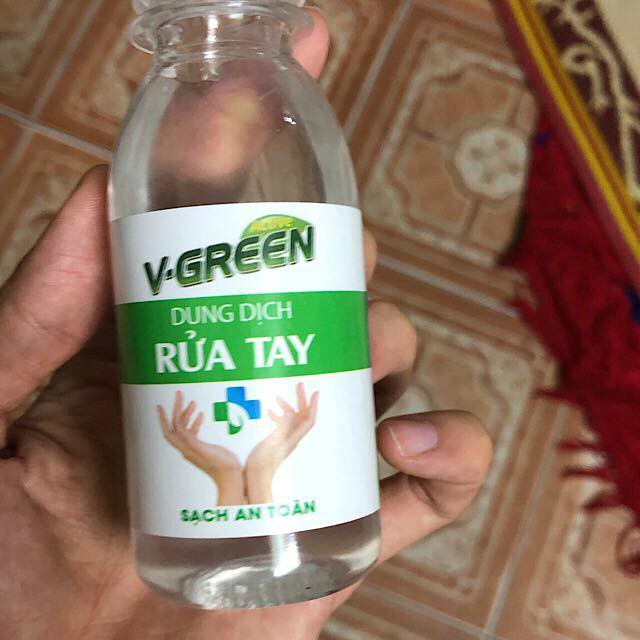 Active
V-GREEN
DUNG DỊCH
RỬA TAY
SẠCH AN TOÀN